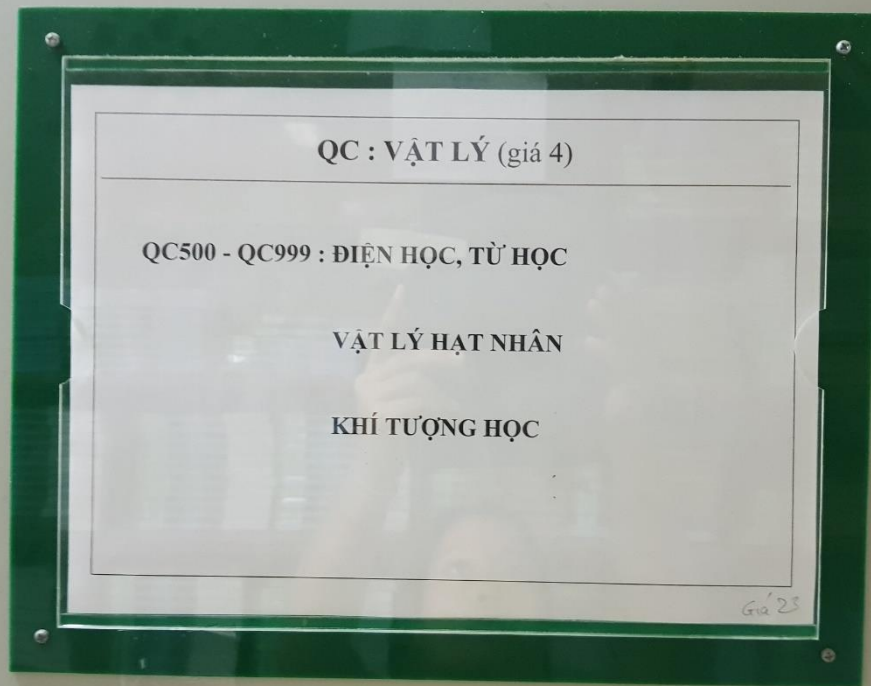 QC : VẬT LÝ (giá 4)
QC500 - QC999 : ĐIỆN HỌC, TỪ HỌC
VẬT LÝ HẠT NHÂN
KHÍ TƯỢNG HỌC
Giá 23